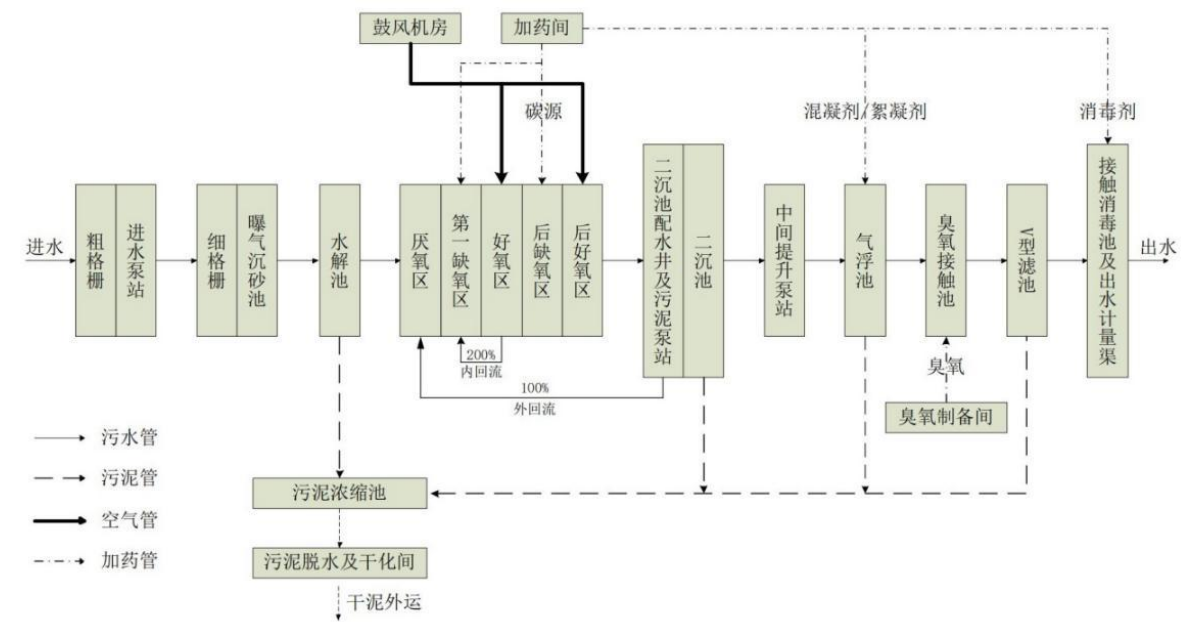 鼓风机房
加药间
碳源
混凝剂/絮凝剂
消毒剂
进水
粗格栅
进水泵站
细格栅
曝气沉砂池
水解池
厌氧区
第一缺氧区
好氧区
后缺氧区
后好氧区
二沉池配水井及污泥泵站
二沉池
中间提升泵站
气浮池
臭氧接触池
V型滤池
接触消毒池及出水计量渠
出水
200%
内回流
100%
外回流
臭氧
臭氧制备间
污水管
污泥管
空气管
加药管
污泥浓缩池
污泥脱水及干化间
干泥外运